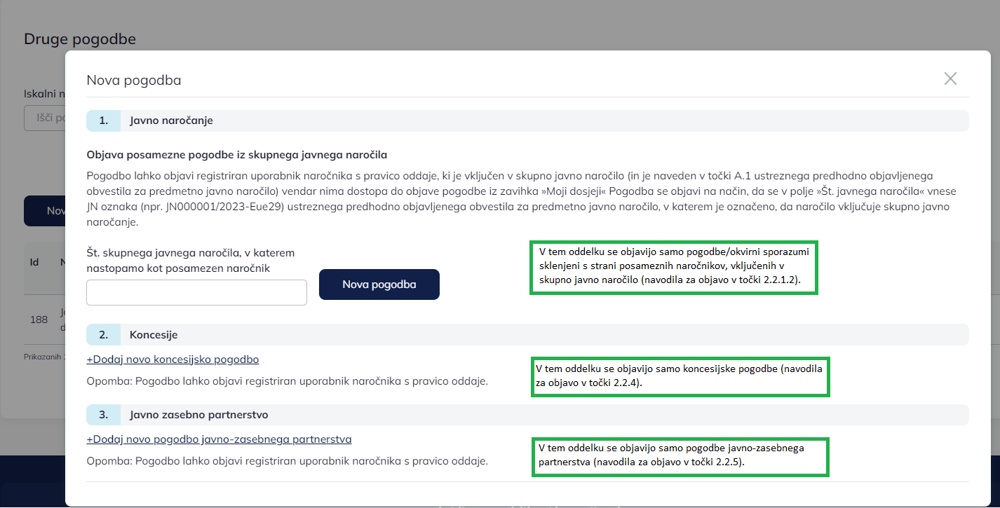 Druge pogodbe
Nova pogodba
Iskalni n
Išči po
1. Javno naročanje
Objava posamezne pogodbe iz skupnega javnega naročila
Pogodbo lahko objavi registriran uporabnik naročnika s pravico oddaje, ki je vključen v skupno javno naročilo (in je naveden v točki A.1 ustreznega predhodno objavljenega
obvestila za predmetno javno naročilo) vendar nima dostopa do objave pogodbe iz zavihka »Moji dosjeji« Pogodba se objavi na način, da se v polje »Št. javnega naročila« vnese
JN oznaka (npr. JN000001/2023-Eue29) ustreznega predhodno objavljenega obvestila za predmetno javno naročilo, v katerem je označeno, da naročilo vključuje skupno javno
naročanje.
Nov
Št. skupnega javnega naročila, v katerem
nastopamo kot posamezen naročnik
Nova pogodba
V tem oddelku se objavijo samo pogodbe/okvirni sporazumi
sklenjeni s strani posameznih naročnikov, vključenih v
skupno javno naročilo (navodila za objavo v točki 2.2.1.2).
Id N
188
2. Koncesije
+Dodaj novo koncesijsko pogodbo
Opomba: Pogodbo lahko objavi registriran uporabnik naročnika s pravico oddaje.
V tem oddelku se objavijo samo koncesijske pogodbe (navodila
za objavo v točki 2.2.4).
Prikazanih
3. Javno zasebno partnerstvo
+Dodaj novo pogodbo javno-zasebnega partnerstva
Opomba: Pogodbo lahko objavi registriran uporabnik naročnika s pravico oddaje.
V tem oddelku se objavijo samo pogodbe javno-zasebnega
partnerstva (navodila za objavo v točki 2.2.5).